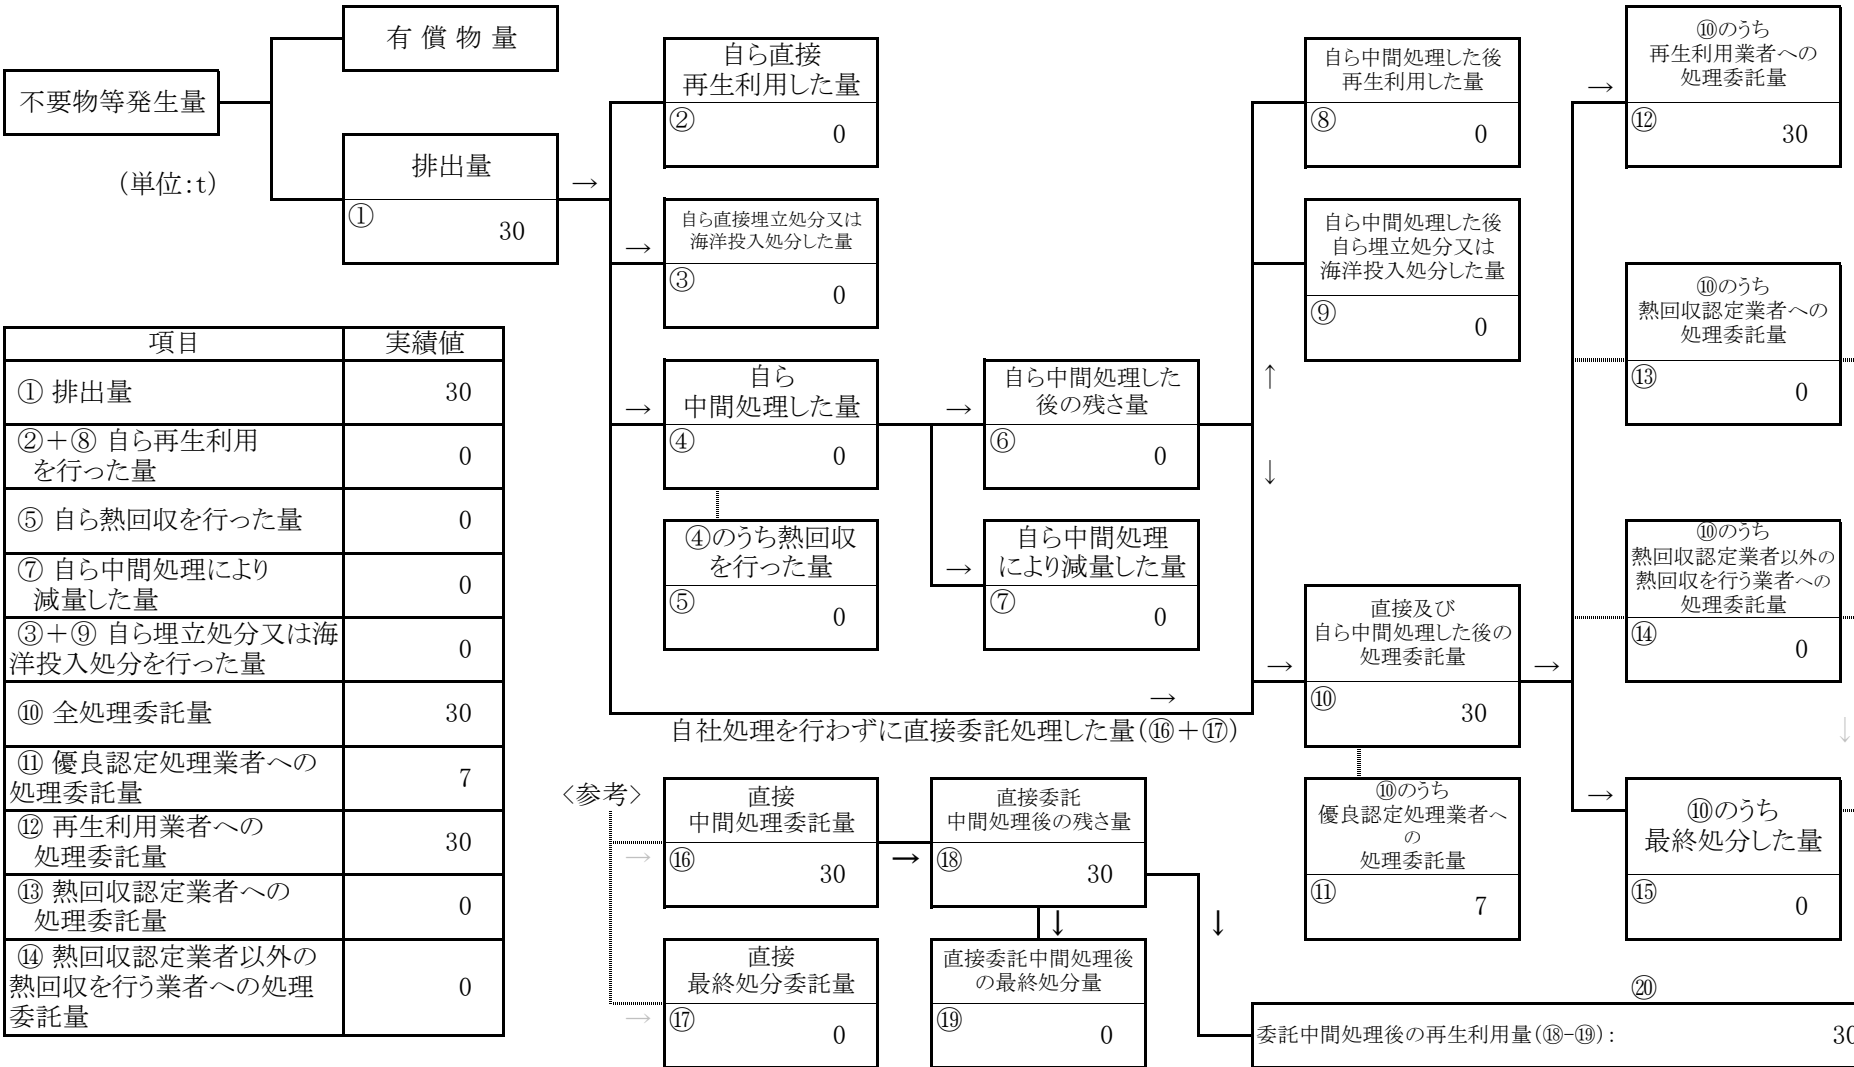 有 償 物 量
不要物等発生量
(単位:t)
排出量
→
①
30
自ら直接
再生利用した量
②
0
→
自ら直接埋立処分又は
海洋投入処分した量
③
0
→
自ら
中間処理した量
④
0
④のうち熱回収
を行った量
⑤
0
→
自ら中間処理した
後の残さ量
⑥
0
→
自ら中間処理
により減量した量
⑦
0
↑
↓
自ら中間処理した後
再生利用した量
⑧
0
自ら中間処理した後
自ら埋立処分又は
海洋投入処分した量
⑨
0
→
自社処理を行わずに直接委託処理した量(⑯+⑰)
→
直接及び
自ら中間処理した後の
処理委託量
⑩
30
→
⑩のうち
優良認定処理業者へ
の
処理委託量
⑪
7
→
⑩のうち
再生利用業者への
処理委託量
⑫
30
⑩のうち
熱回収認定業者への
処理委託量
⑬
0
⑩のうち
熱回収認定業者以外の
熱回収を行う業者への
処理委託量
⑭
0
↓
→
⑩のうち
最終処分した量
⑮
0
項目 実績値
① 排出量 30
②+⑧ 自ら再生利用
を行った量 0
⑤ 自ら熱回収を行った量 0
⑦ 自ら中間処理により
減量した量 0
③+⑨ 自ら埋立処分又は海
洋投入処分を行った量 0
⑩ 全処理委託量 30
⑪ 優良認定処理業者への
処理委託量 7
⑫ 再生利用業者への
処理委託量 30
⑬ 熱回収認定業者への
処理委託量 0
⑭ 熱回収認定業者以外の
熱回収を行う業者への処理
委託量 0
〈参考〉
→
直接
中間処理委託量
⑯
30
→
直接委託
中間処理後の残さ量
⑱
30
↓
↓
→
直接
最終処分委託量
⑰
0
直接委託中間処理後
の最終処分量
⑲
0
⑳
委託中間処理後の再生利用量(⑱-⑲): 30